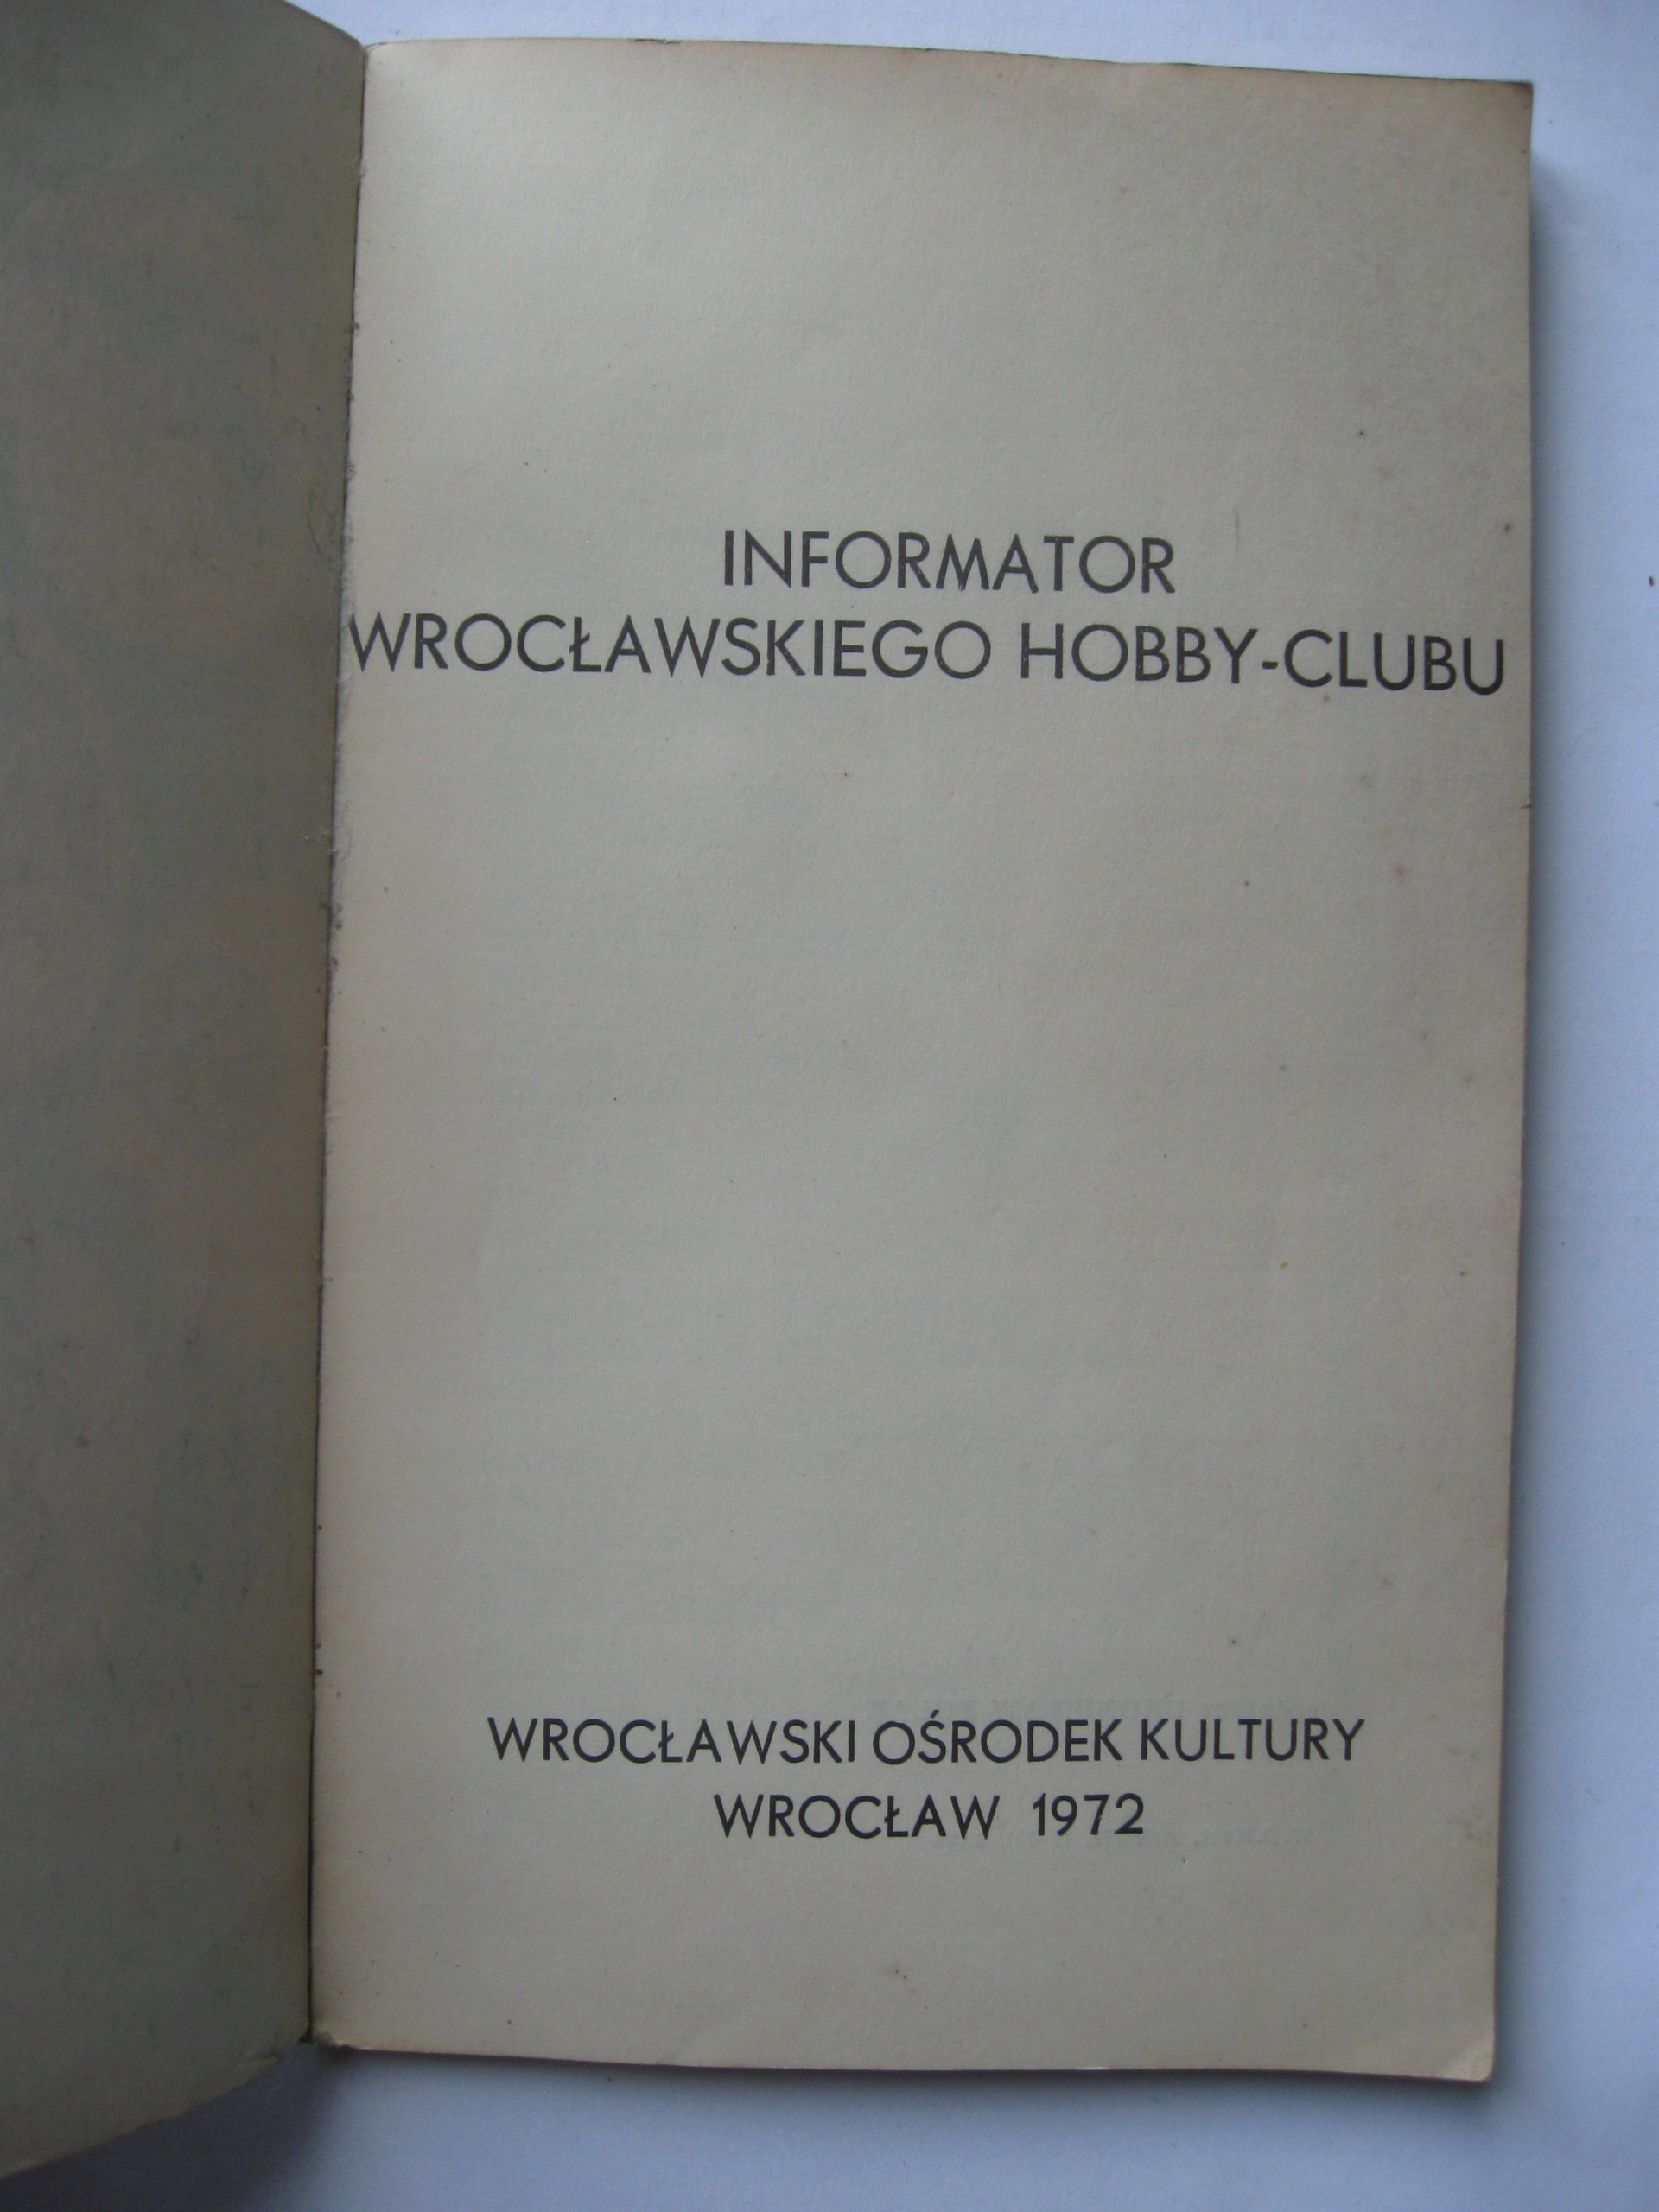 INFORMATOR
WROCŁAWSKIEGO HOBBY-CLUBU
WROCŁAWSKI OŚRODEK KULTURY
WROCŁAW 1972